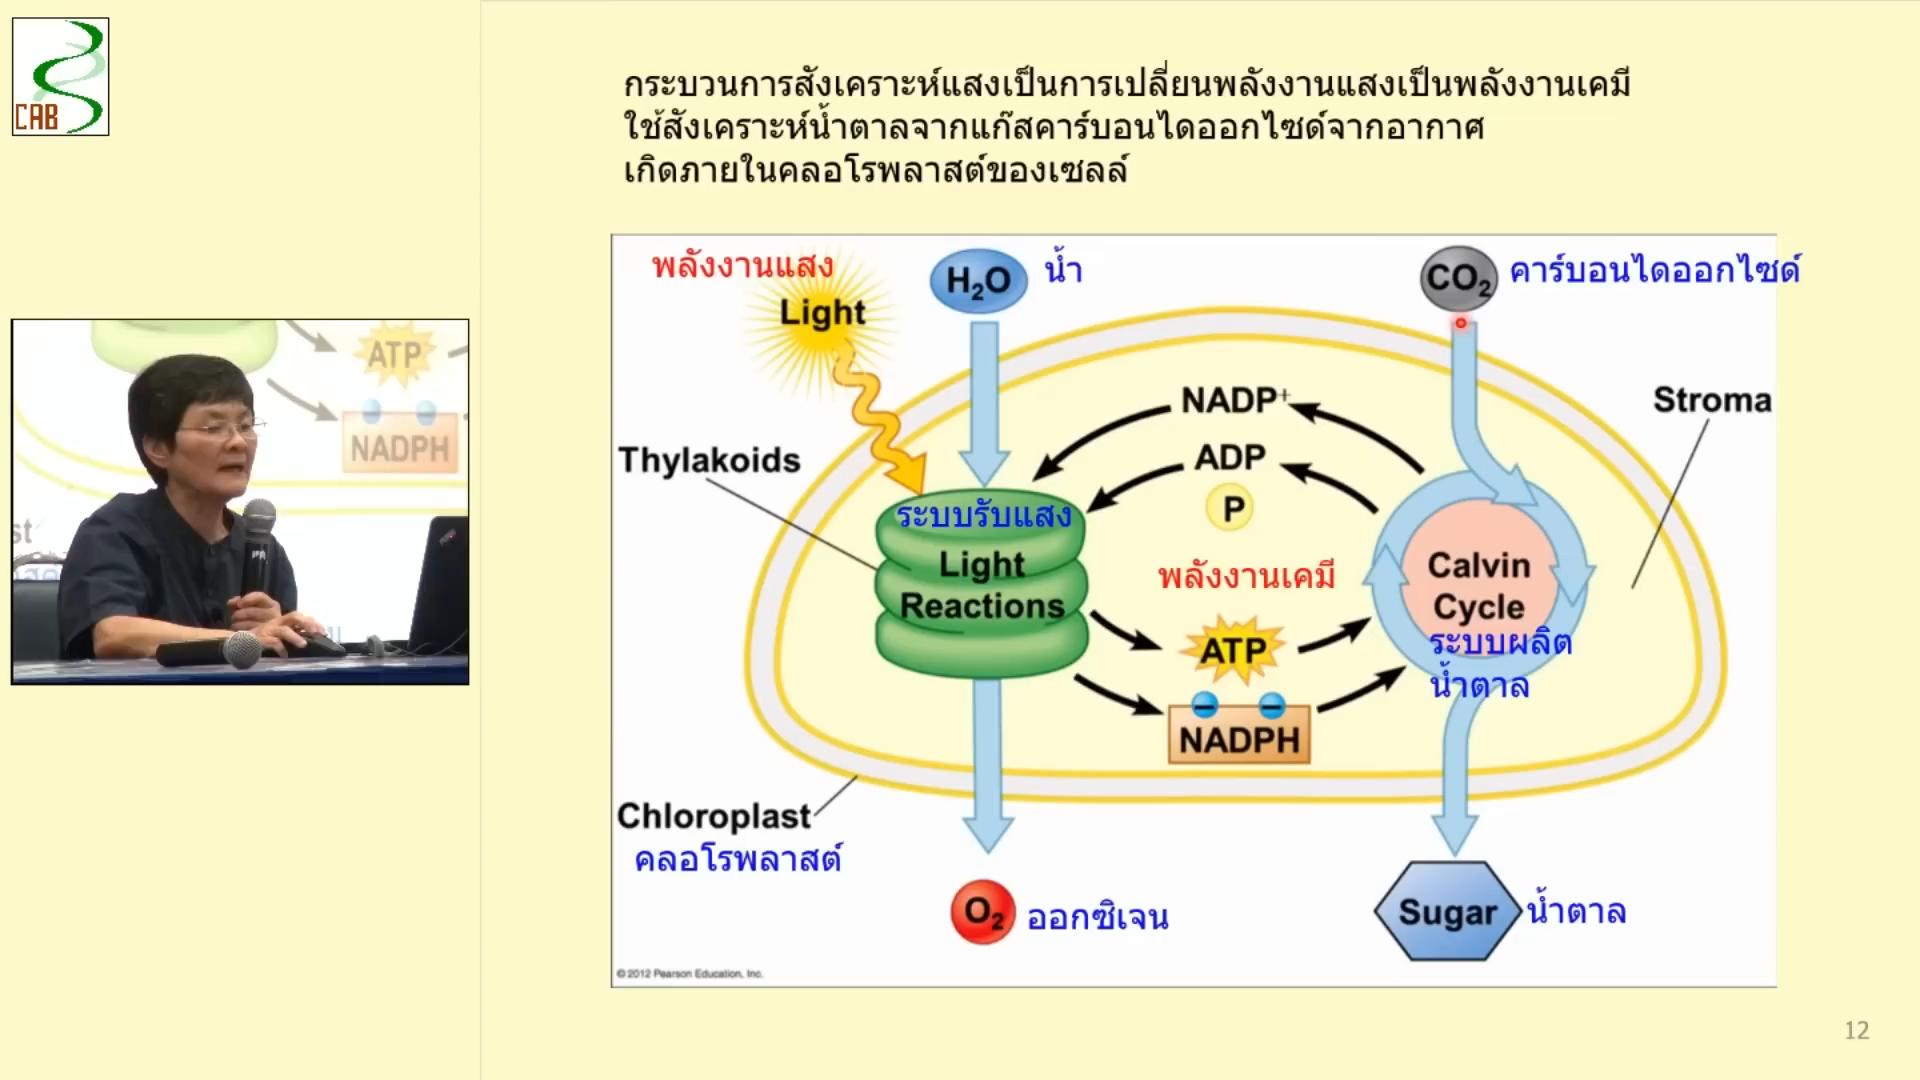 CAB
กระบวนการสังเคราะห์แสงเป็นการเปลี่ยนพลังงานแสงเป็นพลังงานเคมี
ใช้สังเคราะห์น้ำตาลจากแก๊สคาร์บอนไดออกไซด์จากอากาศ
เกิดภายในคลอโรพลาสต์ของเซลล์
พลังงานแสง
Light
H₂O
น้ำ
CO₂
คาร์บอนไดออกไซด์
NADP⁺
Stroma
ADP
Thylakoids
P
ระบบรับแสง
Light
Reactions
พลังงานเคมี
Calvin
Cycle
ระบบผลิต
น้ำตาล
ATP
NADPH
Chloroplast
คลอโรพลาสต์
O₂
ออกซิเจน
Sugar
น้ำตาล
© 2012 Pearson Education, Inc.
12
ATP
NADPH